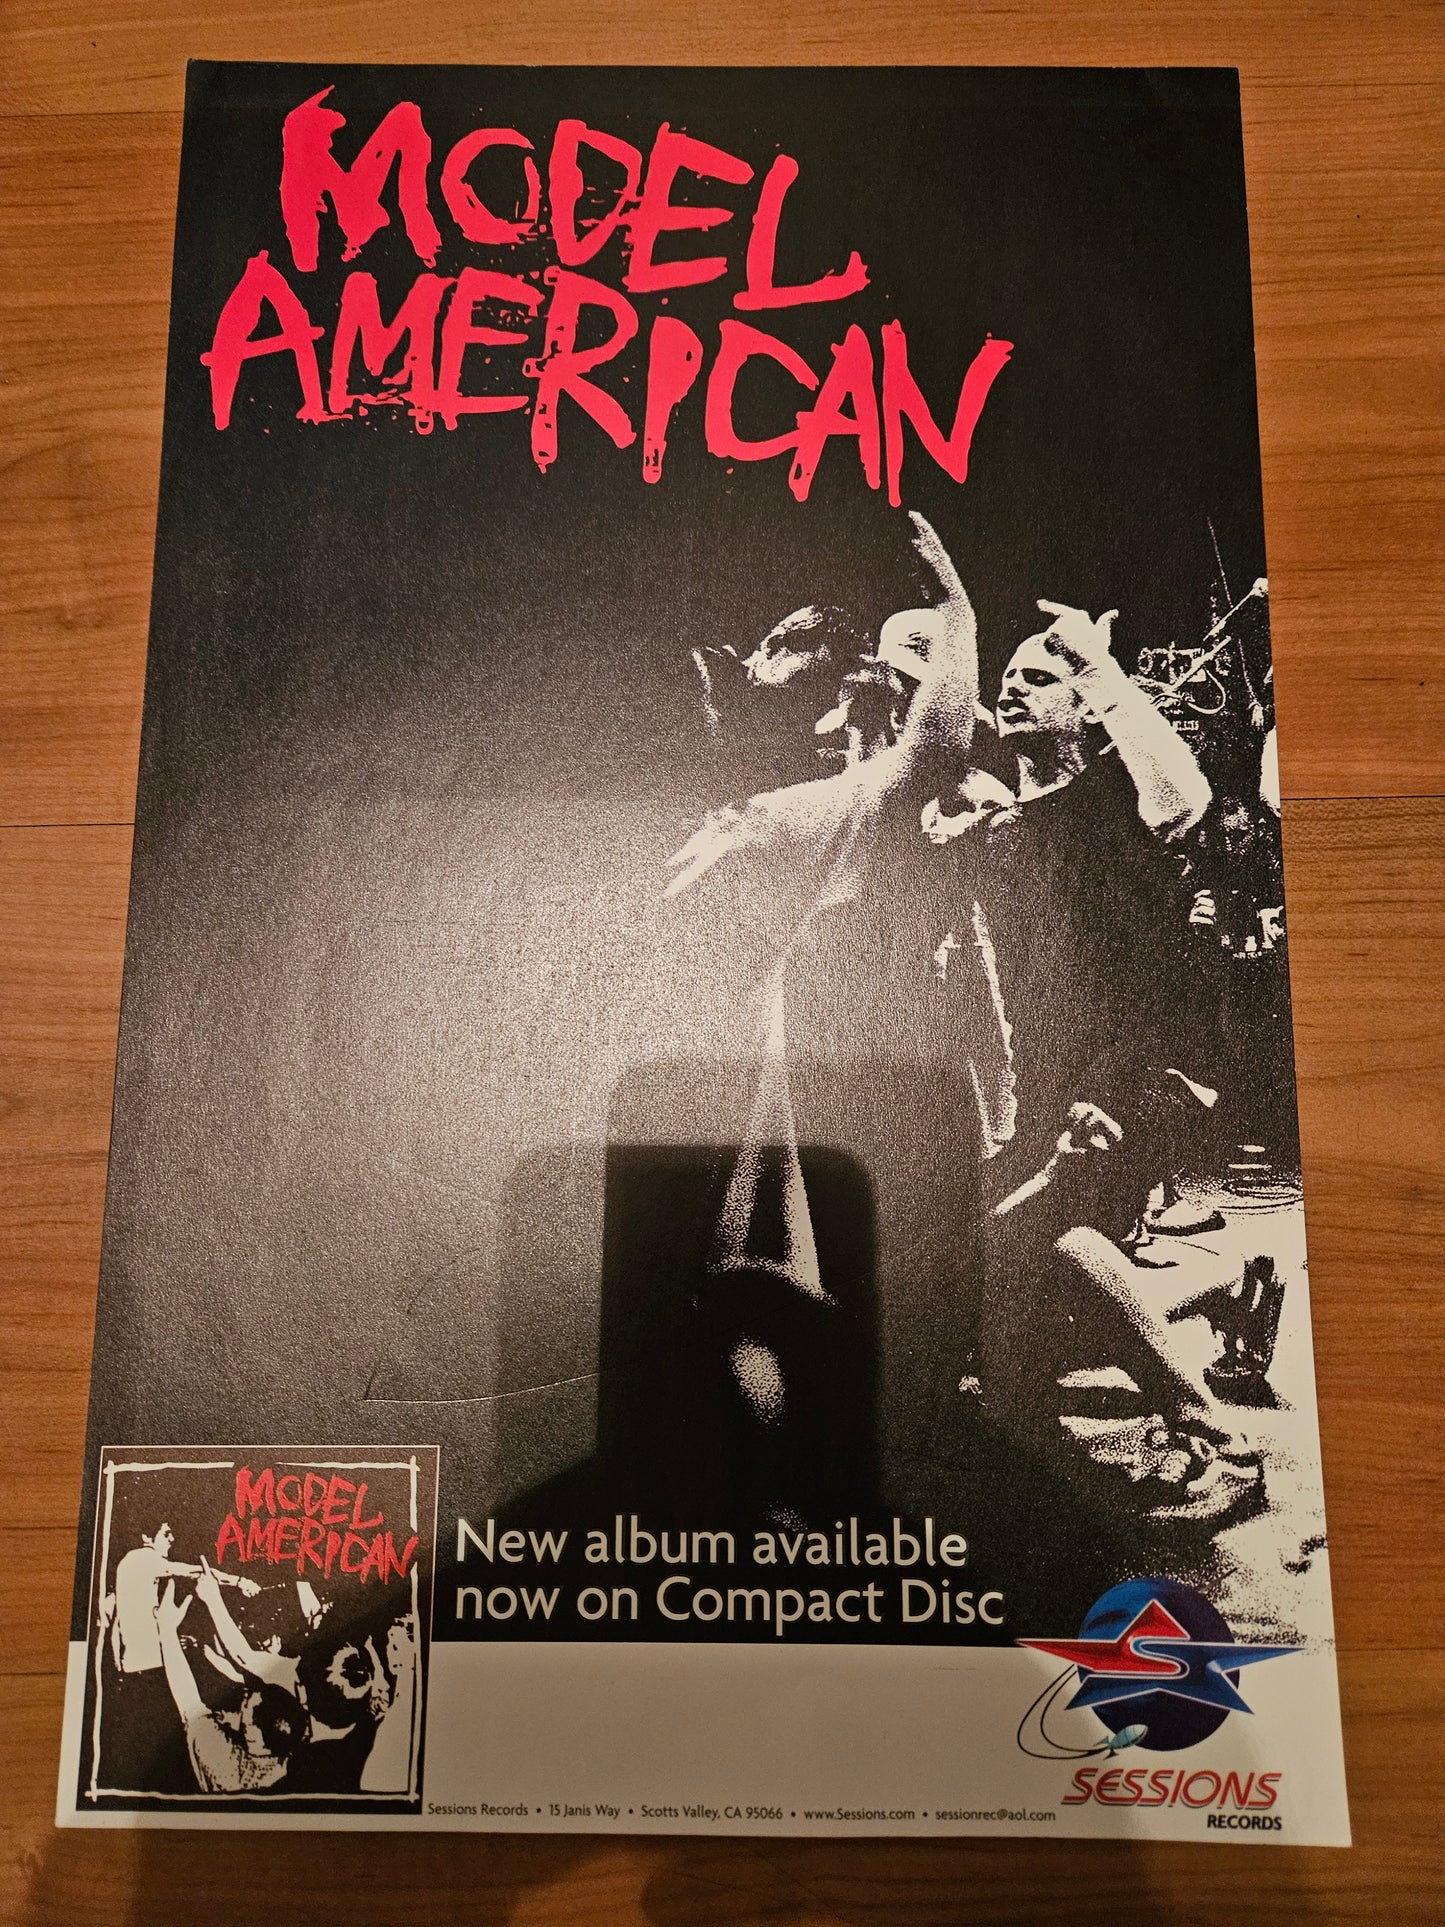 MODEL
AMERICAN
MODEL
AMERICAN
New album available
now on Compact Disc
S
SESSIONS
RECORDS
Sessions Records • 15 Janis Way • Scotts Valley, CA 95066 • www.Sessions.com • sessionrec@aol.com